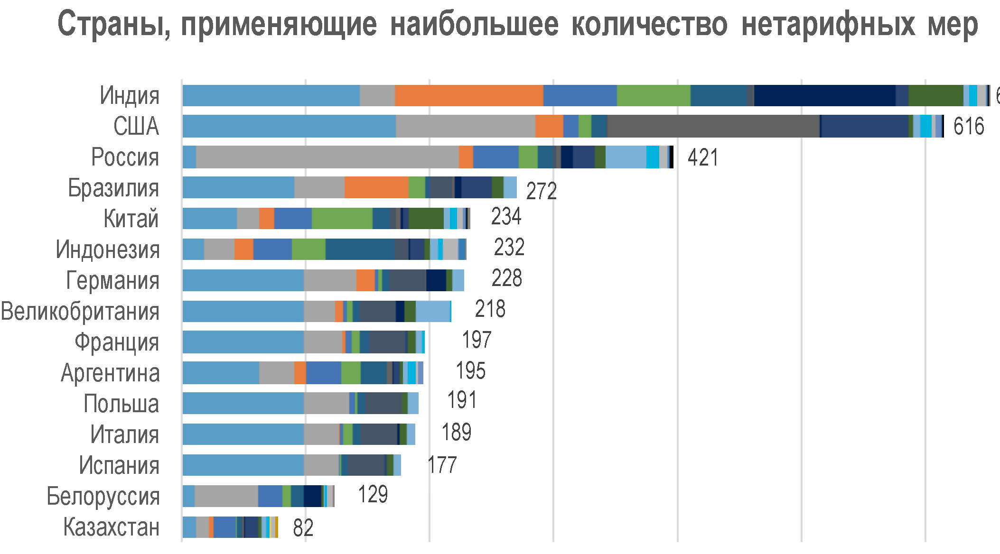 Страны, применяющие наибольшее количество нетарифных мер
Индия
США 616
Россия 421
Бразилия 272
Китай 234
Индонезия 232
Германия 228
Великобритания 218
Франция 197
Аргентина 195
Польша 191
Италия 189
Испания 177
Белоруссия 129
Казахстан 82